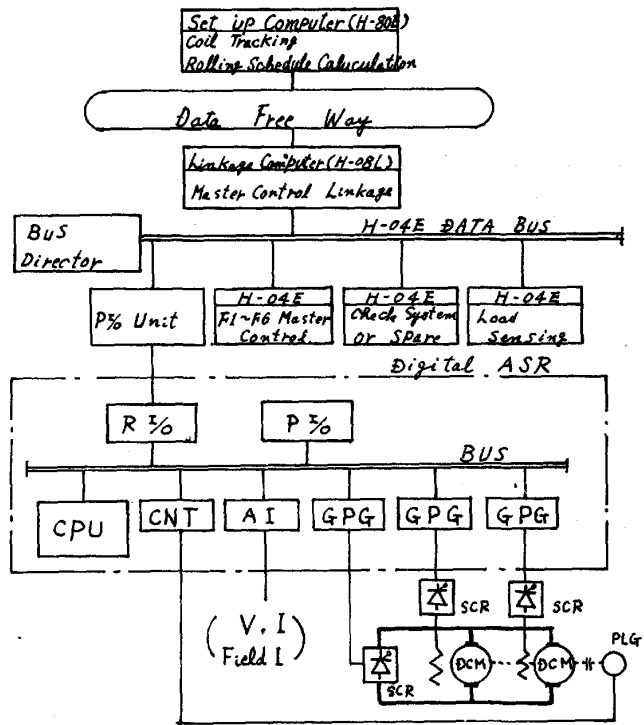 Set up Computer (H-80E)
Coil Tracking
Rolling Schedule Caluculation
Data Free Way
Linkage Computer (H-08L)
Master Control Linkage
H-04E DATA BUS
BUS
Director
P I/O Unit
H-04E
F1~F6 Master
Control
H-04E
Check System
or Spare
H-04E
Load
Sensing
Digital ASR
R I/O
P I/O
BUS
CPU
CNT
AI
GPG
GPG
GPG
( V, I
Field I )
SCR
SCR
SCR
DCM
DCM
PLG